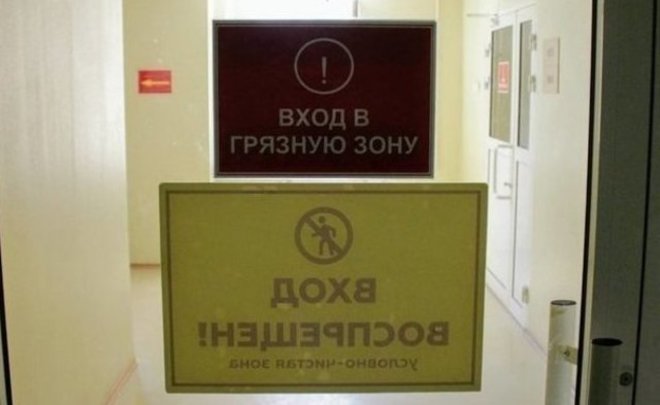 !
ВХОД В
ГРЯЗНУЮ ЗОНУ
ВХОД
ВОСПРЕЩЕН!
УСЛОВНО-ЧИСТАЯ ЗОНА